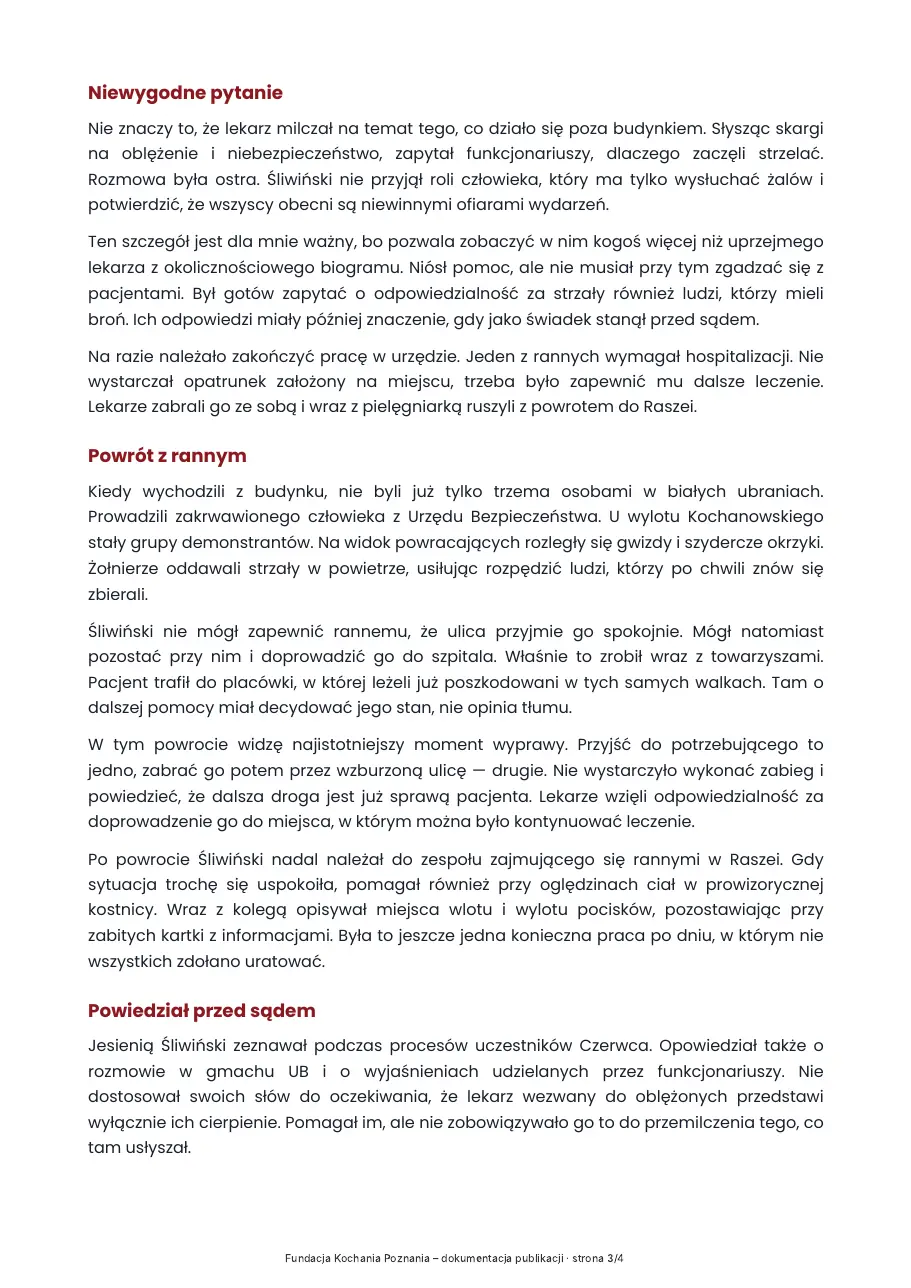 Niewygodne pytanie
Nie znaczy to, że lekarz milczał na temat tego, co działo się poza budynkiem. Słysząc skargi
na oblężenie i niebezpieczeństwo, zapytał funkcjonariuszy, dlaczego zaczęli strzelać.
Rozmowa była ostra. Śliwiński nie przyjął roli człowieka, który ma tylko wysłuchać żalów i
potwierdzić, że wszyscy obecni są niewinnymi ofiarami wydarzeń.
Ten szczegół jest dla mnie ważny, bo pozwala zobaczyć w nim kogoś więcej niż uprzejmego
lekarza z okolicznościowego biogramu. Niósł pomoc, ale nie musiał przy tym zgadzać się z
pacjentami. Był gotów zapytać o odpowiedzialność za strzały również ludzi, którzy mieli
broń. Ich odpowiedzi miały później znaczenie, gdy jako świadek stanął przed sądem.
Na razie należało zakończyć pracę w urzędzie. Jeden z rannych wymagał hospitalizacji. Nie
wystarczał opatrunek założony na miejscu, trzeba było zapewnić mu dalsze leczenie.
Lekarze zabrali go ze sobą i wraz z pielęgniarką ruszyli z powrotem do Raszei.
Powrót z rannym
Kiedy wychodzili z budynku, nie byli już tylko trzema osobami w białych ubraniach.
Prowadzili zakrwawionego człowieka z Urzędu Bezpieczeństwa. U wylotu Kochanowskiego
stały grupy demonstrantów. Na widok powracających rozległy się gwizdy i szydercze okrzyki.
Żołnierze oddawali strzały w powietrze, usiłując rozpędzić ludzi, którzy po chwili znów się
zbierali.
Śliwiński nie mógł zapewnić rannemu, że ulica przyjmie go spokojnie. Mógł natomiast
pozostać przy nim i doprowadzić go do szpitala. Właśnie to zrobił wraz z towarzyszami.
Pacjent trafił do placówki, w której leżeli już poszkodowani w tych samych walkach. Tam o
dalszej pomocy miał decydować jego stan, nie opinia tłumu.
W tym powrocie widzę najistotniejszy moment wyprawy. Przyjść do potrzebującego to
jedno, zabrać go potem przez wzburzoną ulicę — drugie. Nie wystarczyło wykonać zabieg i
powiedzieć, że dalsza droga jest już sprawą pacjenta. Lekarze wzięli odpowiedzialność za
doprowadzenie go do miejsca, w którym można było kontynuować leczenie.
Po powrocie Śliwiński nadal należał do zespołu zajmującego się rannymi w Raszei. Gdy
sytuacja trochę się uspokoiła, pomagał również przy oględzinach ciał w prowizorycznej
kostnicy. Wraz z kolegą opisywał miejsca wlotu i wylotu pocisków, pozostawiając przy
zabitych kartki z informacjami. Była to jeszcze jedna konieczna praca po dniu, w którym nie
wszystkich zdołano uratować.
Powiedział przed sądem
Jesienią Śliwiński zeznawał podczas procesów uczestników Czerwca. Opowiedział także o
rozmowie w gmachu UB i o wyjaśnieniach udzielanych przez funkcjonariuszy. Nie
dostosował swoich słów do oczekiwania, że lekarz wezwany do oblężonych przedstawi
wyłącznie ich cierpienie. Pomagał im, ale nie zobowiązywało go to do przemilczenia tego, co
tam usłyszał.
Fundacja Kochania Poznania – dokumentacja publikacji · strona 3/4